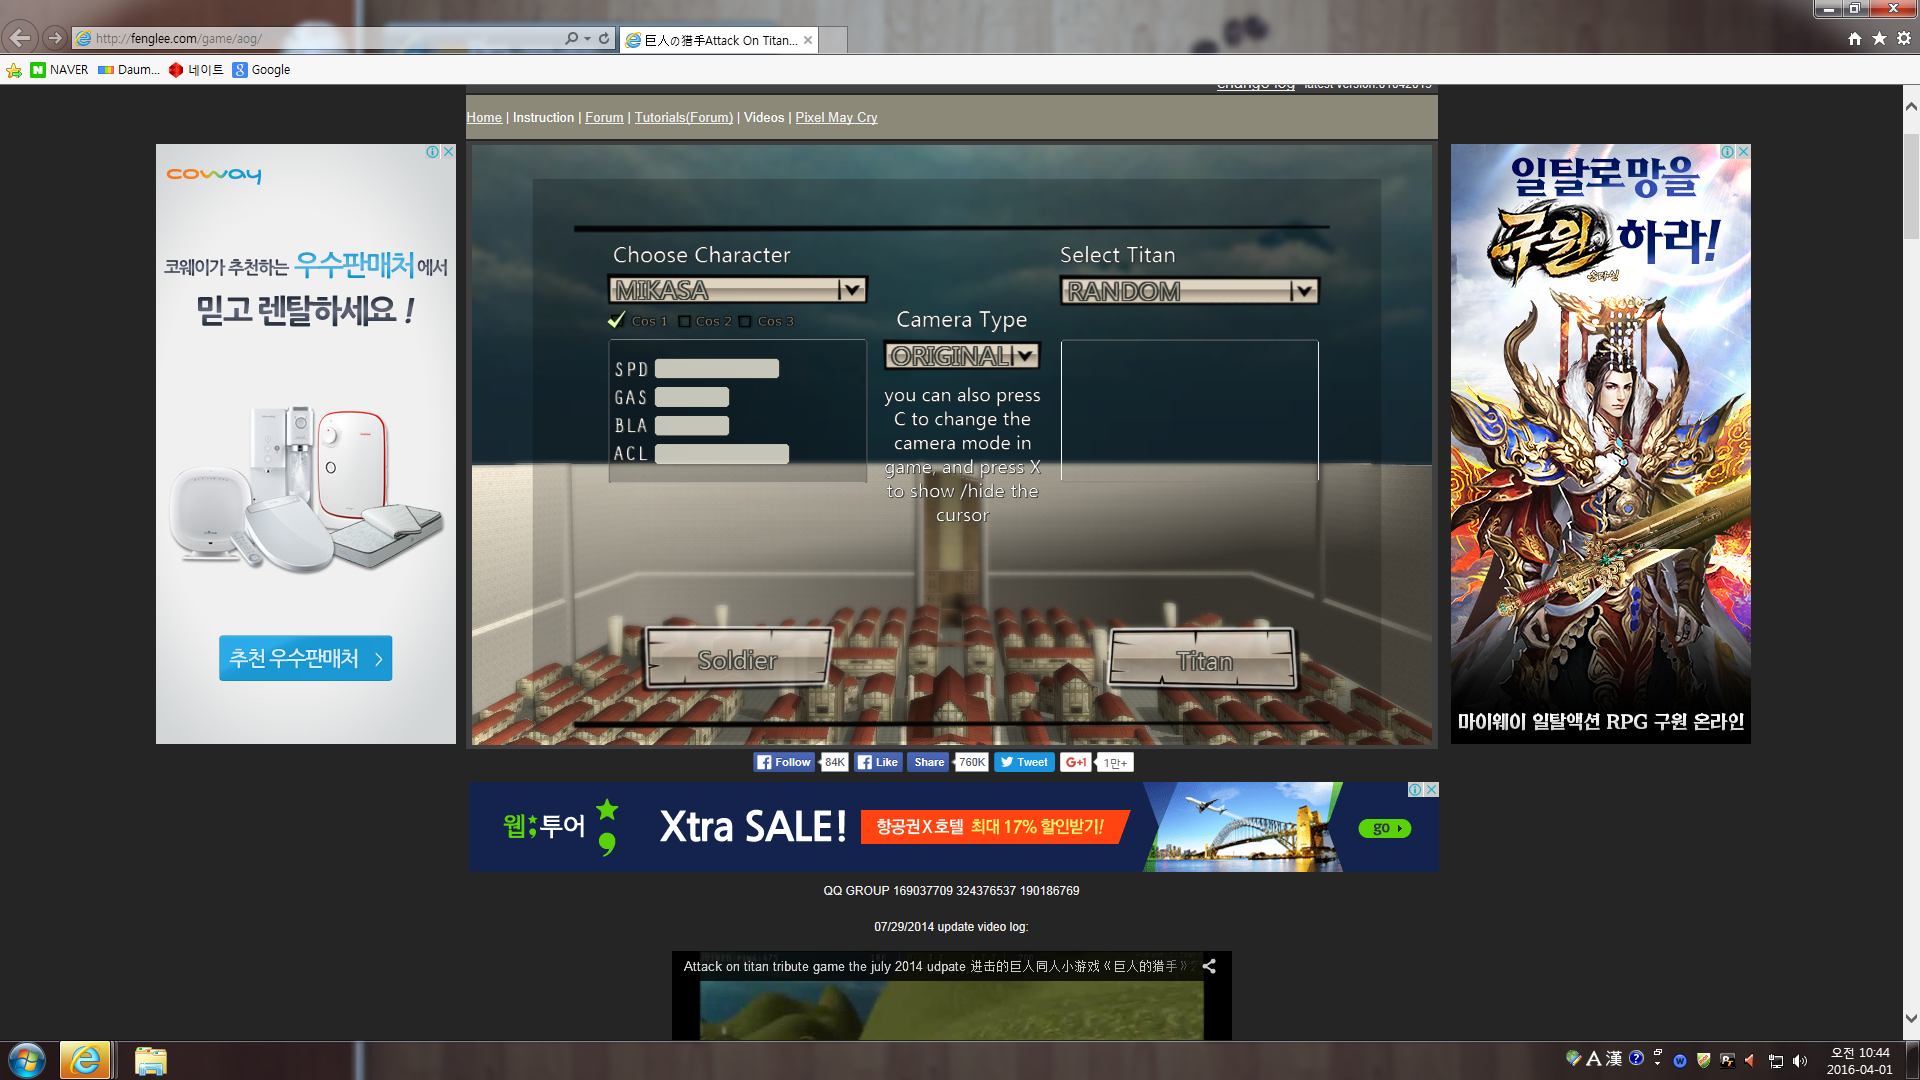 http://fenglee.com/game/aog/
巨人の猎手Attack On Titan...
NAVER
Daum...
네이트
Google
latest version:01042015
Home | Instruction | Forum | Tutorials(Forum) | Videos | Pixel May Cry
coway
코웨이가 추천하는 우수판매처에서
믿고 렌탈하세요 !
추천 우수판매처 >
Choose Character
MIKASA
Cos 1
Cos 2
Cos 3
SPD
GAS
BLA
ACL
Camera Type
ORIGINAL
you can also press
C to change the
camera mode in
game, and press X
to show /hide the
cursor
Select Titan
RANDOM
Soldier
Titan
일탈로망을
구원 하라!
마이웨이 일탈액션 RPG 구원 온라인
Follow
84K
Like
Share
760K
Tweet
G+1
1만+
웹투어
Xtra SALE!
항공권 X 호텔 최대 17% 할인받기!
go
QQ GROUP 169037709 324376537 190186769
07/29/2014 update video log:
Attack on titan tribute game the july 2014 udpate 进击的巨人同人小游戏《巨人的猎手》
A 漢
오전 10:44
2016-04-01